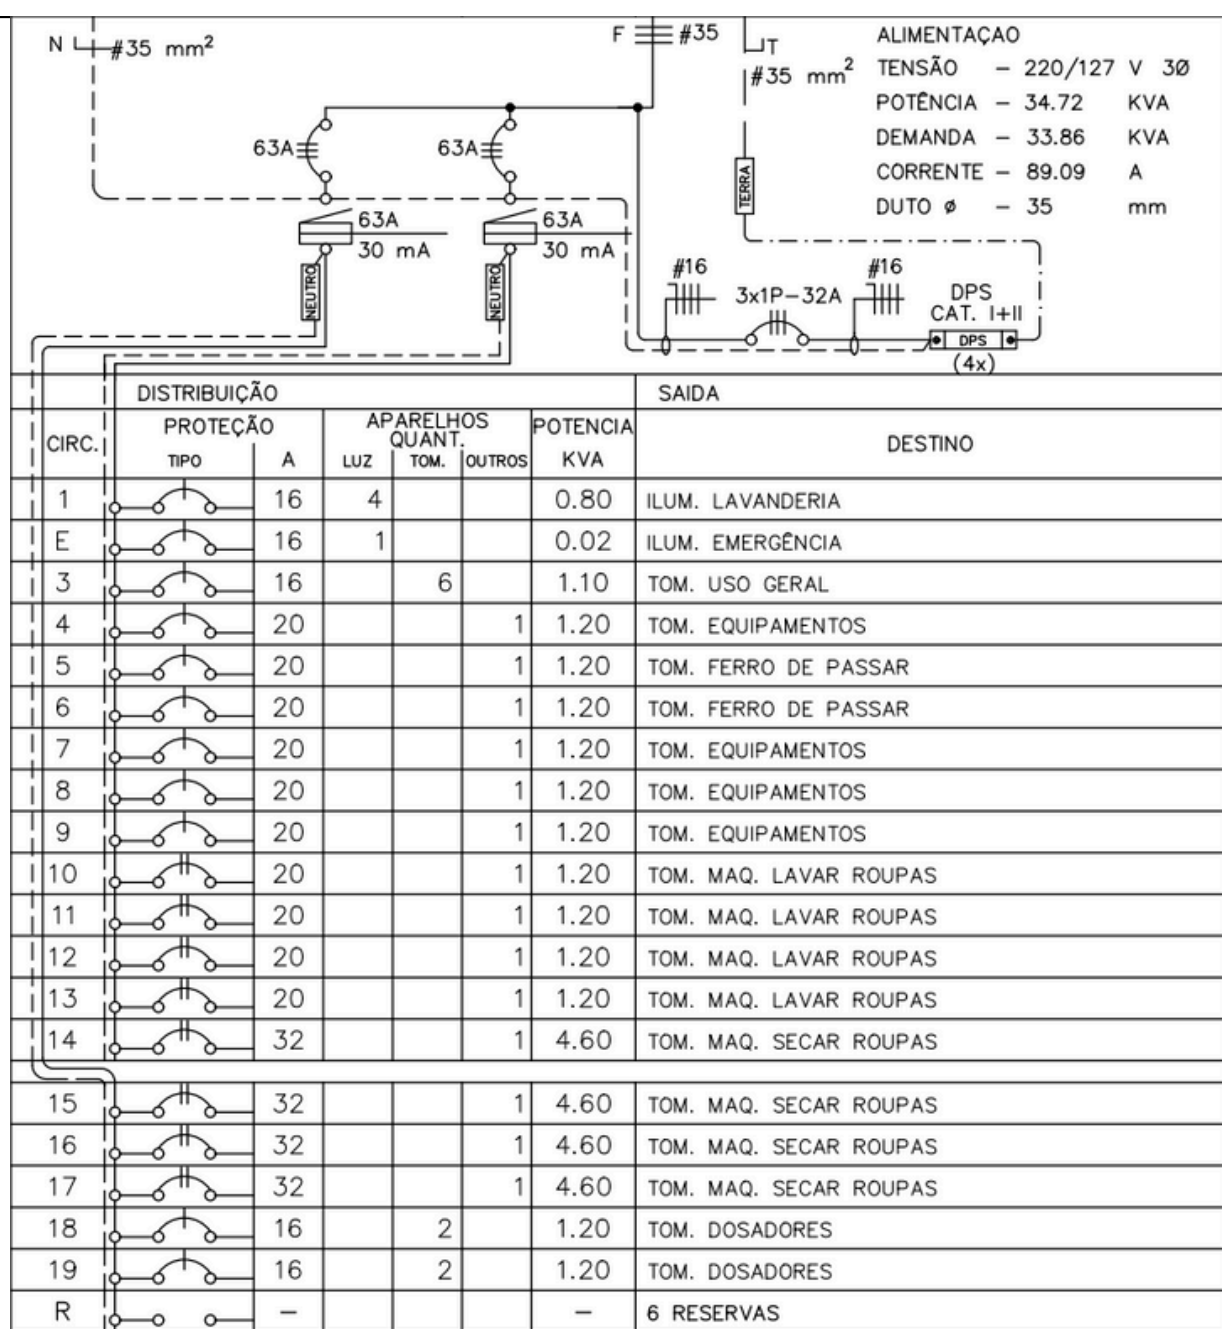 N #35 mm² F #35 T #35 mm²
ALIMENTAÇAO
TENSÃO – 220/127 V 3Ø
POTÊNCIA – 34.72 KVA
DEMANDA – 33.86 KVA
CORRENTE – 89.09 A
DUTO ø – 35 mm
63A 63A
TERRA
63A 63A
30 mA 30 mA
NEUTRO NEUTRO
#16 #16
3x1P–32A
DPS
CAT. I+II
DPS
(4x)
DISTRIBUIÇÃO SAIDA
CIRC. PROTEÇÃO APARELHOS QUANT. POTENCIA DESTINO
TIPO A LUZ TOM. OUTROS KVA
1 16 4 0.80 ILUM. LAVANDERIA
E 16 1 0.02 ILUM. EMERGÊNCIA
3 16 6 1.10 TOM. USO GERAL
4 20 1 1.20 TOM. EQUIPAMENTOS
5 20 1 1.20 TOM. FERRO DE PASSAR
6 20 1 1.20 TOM. FERRO DE PASSAR
7 20 1 1.20 TOM. EQUIPAMENTOS
8 20 1 1.20 TOM. EQUIPAMENTOS
9 20 1 1.20 TOM. EQUIPAMENTOS
10 20 1 1.20 TOM. MAQ. LAVAR ROUPAS
11 20 1 1.20 TOM. MAQ. LAVAR ROUPAS
12 20 1 1.20 TOM. MAQ. LAVAR ROUPAS
13 20 1 1.20 TOM. MAQ. LAVAR ROUPAS
14 32 1 4.60 TOM. MAQ. SECAR ROUPAS
15 32 1 4.60 TOM. MAQ. SECAR ROUPAS
16 32 1 4.60 TOM. MAQ. SECAR ROUPAS
17 32 1 4.60 TOM. MAQ. SECAR ROUPAS
18 16 2 1.20 TOM. DOSADORES
19 16 2 1.20 TOM. DOSADORES
R – – 6 RESERVAS